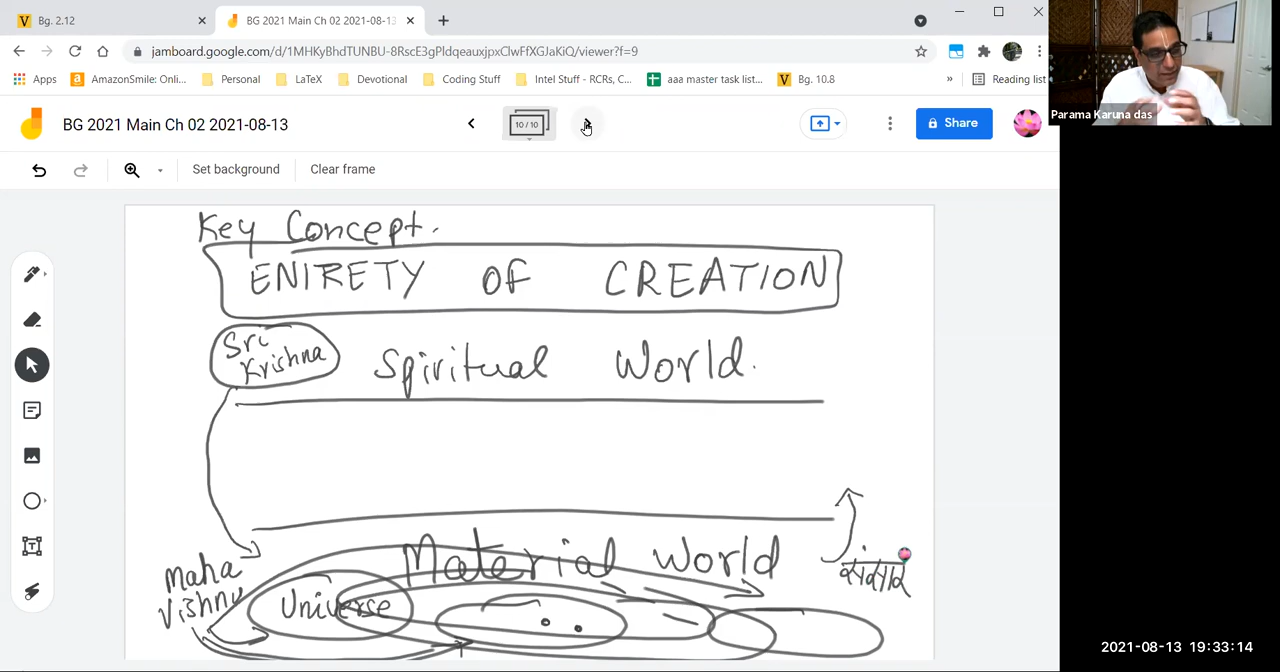 Bg. 2.12
BG 2021 Main Ch 02 2021-08-13
jamboard.google.com/d/1MHKyBhdTUNBU-8RscE3gPldqeauxjpxClwFfXGJaKiQ/viewer?f=9
Apps AmazonSmile: Onli... Personal LaTeX Devotional Coding Stuff Intel Stuff - RCRs, C... aaa master task list... Bg. 10.8 » Reading list
Parama Karuna das
BG 2021 Main Ch 02 2021-08-13
10 / 10
Share
Set background Clear frame
Key Concept.
ENIRETY OF CREATION
Sri
Krishna
Spiritual World.
Material World
Maha
Vishnu
Universe
2021-08-13 19:33:14